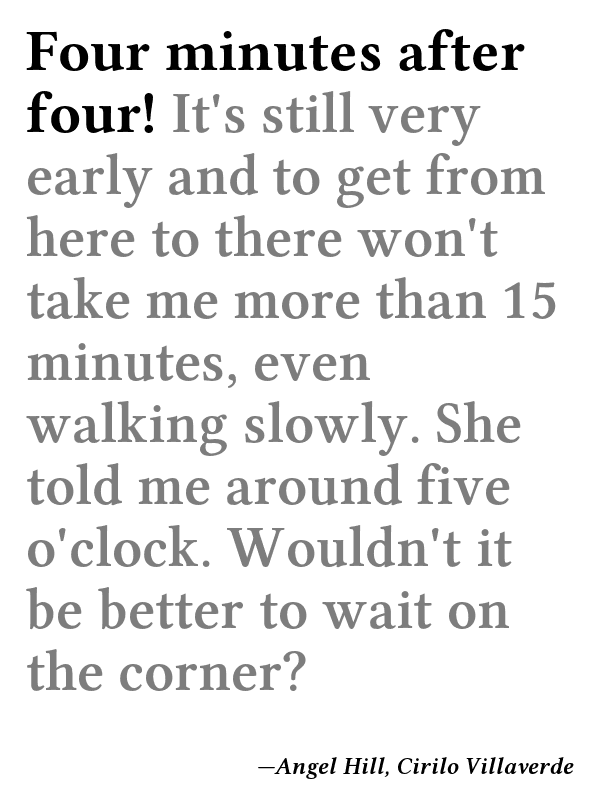 Four minutes after
four! It's still very
early and to get from
here to there won't
take me more than 15
minutes, even
walking slowly. She
told me around five
o'clock. Wouldn't it
be better to wait on
the corner?
—Angel Hill, Cirilo Villaverde